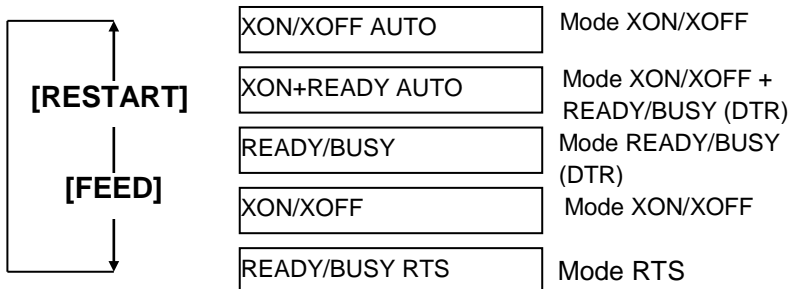 XON/XOFF AUTO Mode XON/XOFF
[RESTART] XON+READY AUTO Mode XON/XOFF +
READY/BUSY (DTR)
READY/BUSY Mode READY/BUSY
(DTR)
[FEED]
XON/XOFF Mode XON/XOFF
READY/BUSY RTS Mode RTS